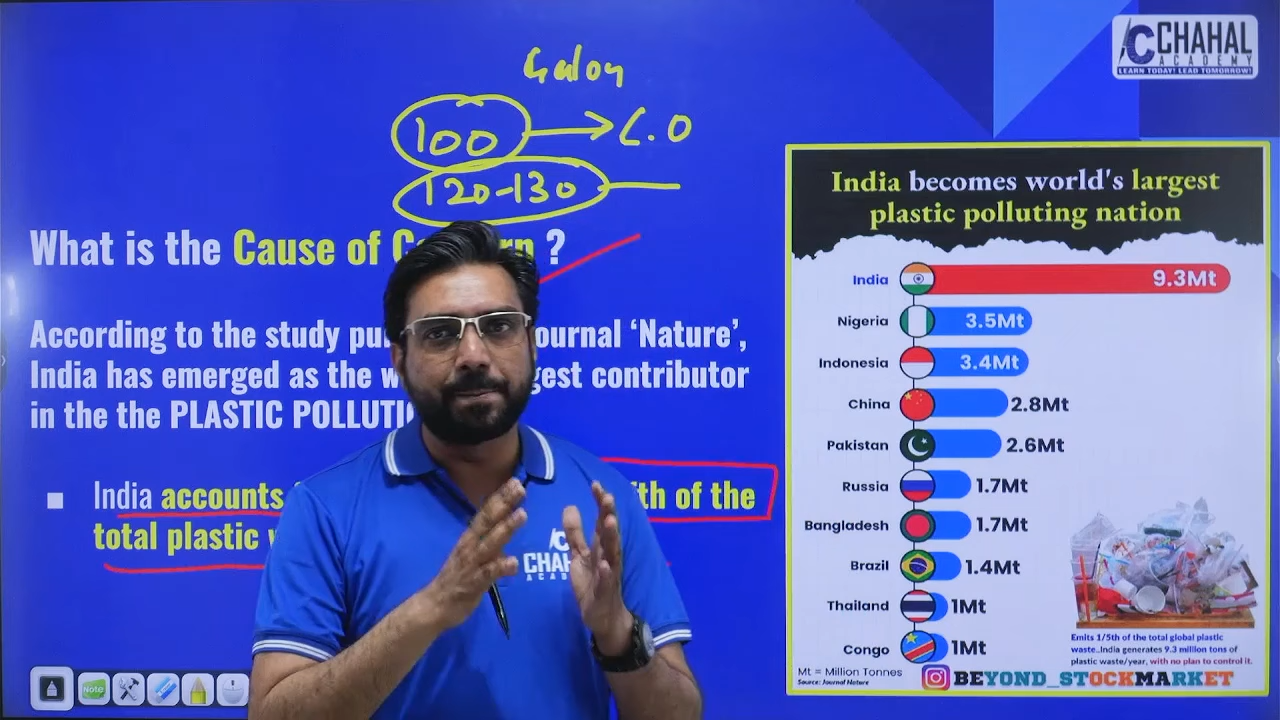 CHAHAL
ACADEMY
LEARN TODAY! LEAD TOMORROW!
100 → C.O
120-130
What is the Cause of ?
According to the study ournal ‘Nature’,
India has emerged as the contributor
in the the PLASTIC
India accounts of the
total plastic
CHAH
ACAD
Note
India becomes world's largest
plastic polluting nation
India 9.3Mt
Nigeria 3.5Mt
Indonesia 3.4Mt
China 2.8Mt
Pakistan 2.6Mt
Russia 1.7Mt
Bangladesh 1.7Mt
Brazil 1.4Mt
Thailand 1Mt
Congo 1Mt
Emits 1/5th of the total global plastic
waste..India generates 9.3 million tons of
plastic waste/year, with no plan to control it.
Mt = Million Tonnes
Source: Journal Nature
BEYOND_STOCKMARKET